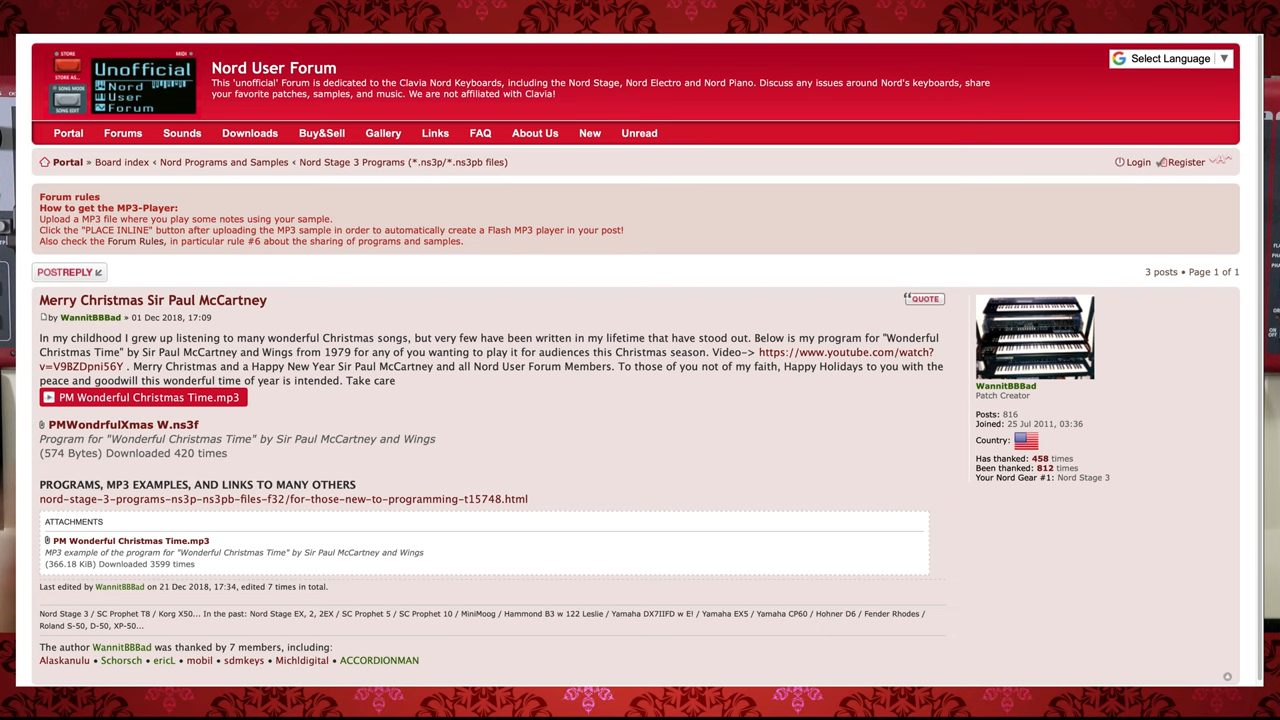 STORE
MIDI
STORE AS...
SONG MODE
SONG EDIT
Unofficial
Nord
User
Forum
Nord User Forum
This 'unofficial' Forum is dedicated to the Clavia Nord Keyboards, including the Nord Stage, Nord Electro and Nord Piano. Discuss any issues around Nord's keyboards, share
your favorite patches, samples, and music. We are not affiliated with Clavia!
Select Language ▼
Portal Forums Sounds Downloads Buy&Sell Gallery Links FAQ About Us New Unread
Portal » Board index ‹ Nord Programs and Samples ‹ Nord Stage 3 Programs (*.ns3p/*.ns3pb files)
Login Register
Forum rules
How to get the MP3-Player:
Upload a MP3 file where you play some notes using your sample.
Click the "PLACE INLINE" button after uploading the MP3 sample in order to automatically create a Flash MP3 player in your post!
Also check the Forum Rules, in particular rule #6 about the sharing of programs and samples.
POSTREPLY
3 posts • Page 1 of 1
Merry Christmas Sir Paul McCartney
QUOTE
by WannitBBBad » 01 Dec 2018, 17:09
In my childhood I grew up listening to many wonderful Christmas songs, but very few have been written in my lifetime that have stood out. Below is my program for "Wonderful
Christmas Time" by Sir Paul McCartney and Wings from 1979 for any of you wanting to play it for audiences this Christmas season. Video-> https://www.youtube.com/watch?
v=V9BZDpni56Y . Merry Christmas and a Happy New Year Sir Paul McCartney and all Nord User Forum Members. To those of you not of my faith, Happy Holidays to you with the
peace and goodwill this wonderful time of year is intended. Take care
PM Wonderful Christmas Time.mp3
PMWondrfulXmas W.ns3f
Program for "Wonderful Christmas Time" by Sir Paul McCartney and Wings
(574 Bytes) Downloaded 420 times
PROGRAMS, MP3 EXAMPLES, AND LINKS TO MANY OTHERS
nord-stage-3-programs-ns3p-ns3pb-files-f32/for-those-new-to-programming-t15748.html
ATTACHMENTS
PM Wonderful Christmas Time.mp3
MP3 example of the program for "Wonderful Christmas Time" by Sir Paul McCartney and Wings
(366.18 KiB) Downloaded 3599 times
Last edited by WannitBBBad on 21 Dec 2018, 17:34, edited 7 times in total.
Nord Stage 3 / SC Prophet T8 / Korg X50... In the past: Nord Stage EX, 2, 2EX / SC Prophet 5 / SC Prophet 10 / MiniMoog / Hammond B3 w 122 Leslie / Yamaha DX7IIFD w E! / Yamaha EX5 / Yamaha CP60 / Hohner D6 / Fender Rhodes /
Roland S-50, D-50, XP-50...
The author WannitBBBad was thanked by 7 members, including:
Alaskanulu • Schorsch • ericL • mobil • sdmkeys • Michldigital • ACCORDIONMAN
WannitBBBad
Patch Creator
Posts: 816
Joined: 25 Jul 2011, 03:36
Country:
Has thanked: 458 times
Been thanked: 812 times
Your Nord Gear #1: Nord Stage 3